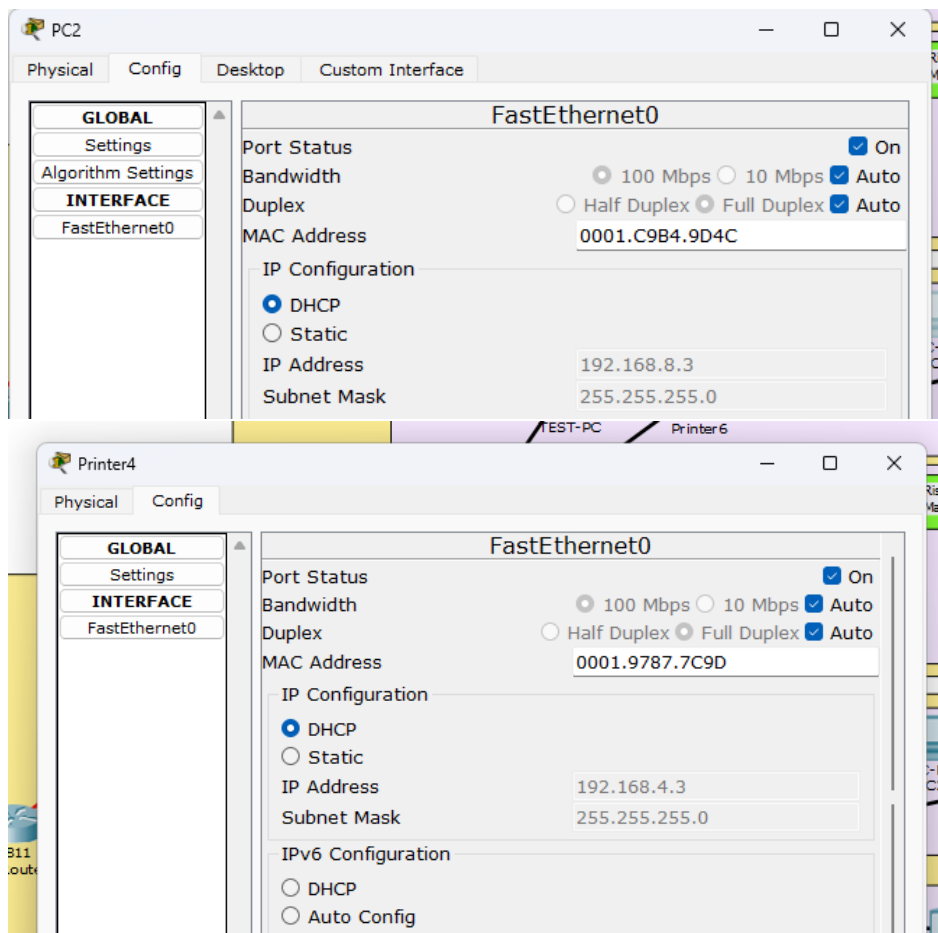 PC2
Physical Config Desktop Custom Interface
GLOBAL
Settings
Algorithm Settings
INTERFACE
FastEthernet0
FastEthernet0
Port Status On
Bandwidth 100 Mbps 10 Mbps Auto
Duplex Half Duplex Full Duplex Auto
MAC Address 0001.C9B4.9D4C
IP Configuration
DHCP
Static
IP Address 192.168.8.3
Subnet Mask 255.255.255.0
TEST-PC Printer6
Printer4
Physical Config
GLOBAL
Settings
INTERFACE
FastEthernet0
FastEthernet0
Port Status On
Bandwidth 100 Mbps 10 Mbps Auto
Duplex Half Duplex Full Duplex Auto
MAC Address 0001.9787.7C9D
IP Configuration
DHCP
Static
IP Address 192.168.4.3
Subnet Mask 255.255.255.0
IPv6 Configuration
DHCP
Auto Config